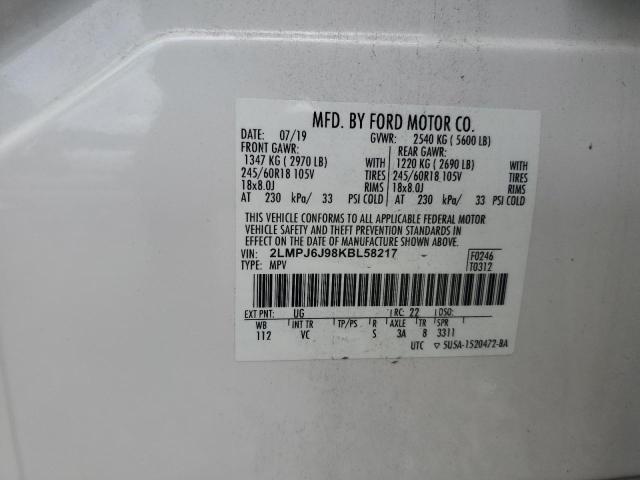 MFD. BY FORD MOTOR CO.
DATE: 07/19 GVWR: 2540 KG ( 5600 LB)
FRONT GAWR: REAR GAWR:
1347 KG ( 2970 LB) WITH 1220 KG ( 2690 LB) WITH
245/60R18 105V TIRES 245/60R18 105V TIRES
18x8.0J RIMS 18x8.0J RIMS
AT 230 kPa/ 33 PSI COLD AT 230 kPa/ 33 PSI COLD
THIS VEHICLE CONFORMS TO ALL APPLICABLE FEDERAL MOTOR
VEHICLE SAFETY AND THEFT PREVENTION STANDARDS IN
EFFECT ON THE DATE OF MANUFACTURE SHOWN ABOVE.
VIN: 2LMPJ6J98KBL58217 F0246
TYPE: MPV T0312
EXT PNT: UG RC: 22 DSO:
WB INT TR TP/PS R AXLE TR SPR
112 VC S 3A 8 3311
UTC ▽ 5U5A-1520472-BA